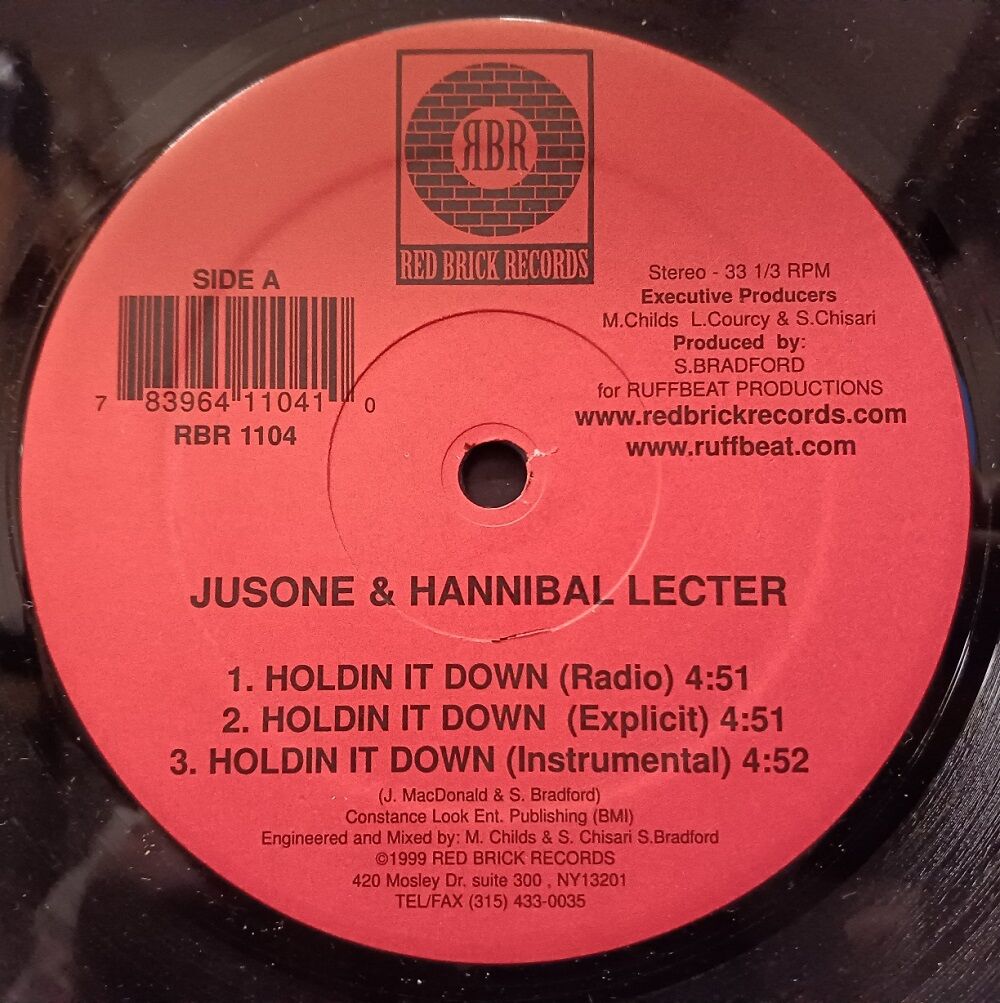 RBR
RED BRICK RECORDS
SIDE A
7 83964 11041 0
RBR 1104
Stereo - 33 1/3 RPM
Executive Producers
M.Childs L.Courcy & S.Chisari
Produced by:
S.BRADFORD
for RUFFBEAT PRODUCTIONS
www.redbrickrecords.com
www.ruffbeat.com
JUSONE & HANNIBAL LECTER
1. HOLDIN IT DOWN (Radio) 4:51
2. HOLDIN IT DOWN (Explicit) 4:51
3. HOLDIN IT DOWN (Instrumental) 4:52
(J. MacDonald & S. Bradford)
Constance Look Ent. Publishing (BMI)
Engineered and Mixed by: M. Childs & S. Chisari S.Bradford
©1999 RED BRICK RECORDS
420 Mosley Dr. suite 300 , NY13201
TEL/FAX (315) 433-0035